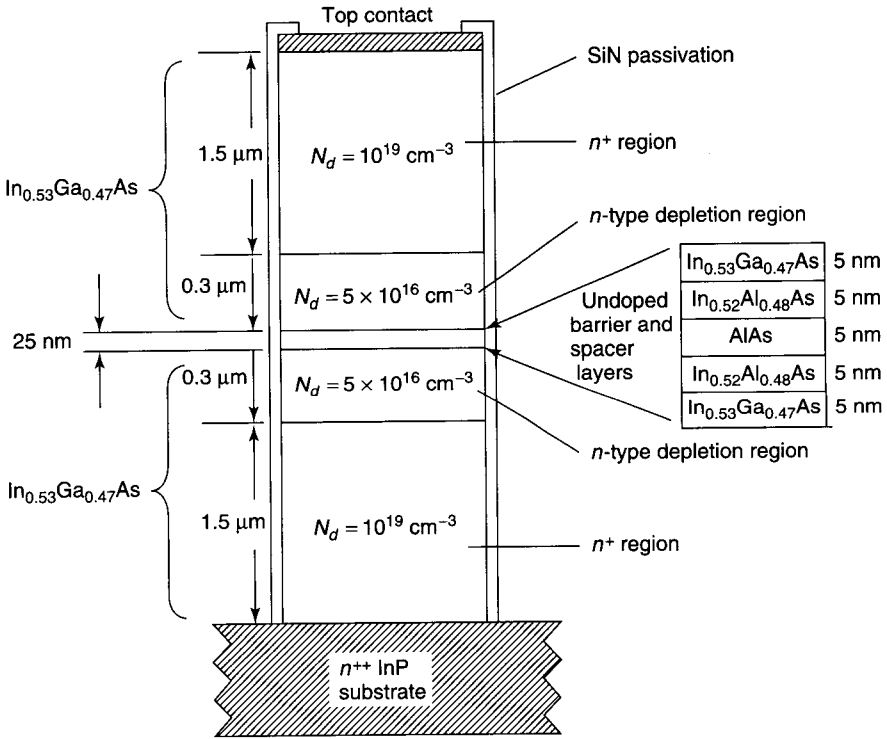 Top contact
SiN passivation
1.5 μm
N_d = 10^19 cm^−3
n+ region
In0.53Ga0.47As
n-type depletion region
0.3 μm
N_d = 5 × 10^16 cm^−3
In0.53Ga0.47As 5 nm
In0.52Al0.48As 5 nm
AlAs 5 nm
In0.52Al0.48As 5 nm
In0.53Ga0.47As 5 nm
Undoped
barrier and
spacer
layers
25 nm
0.3 μm
N_d = 5 × 10^16 cm^−3
n-type depletion region
In0.53Ga0.47As
1.5 μm
N_d = 10^19 cm^−3
n+ region
n++ InP
substrate